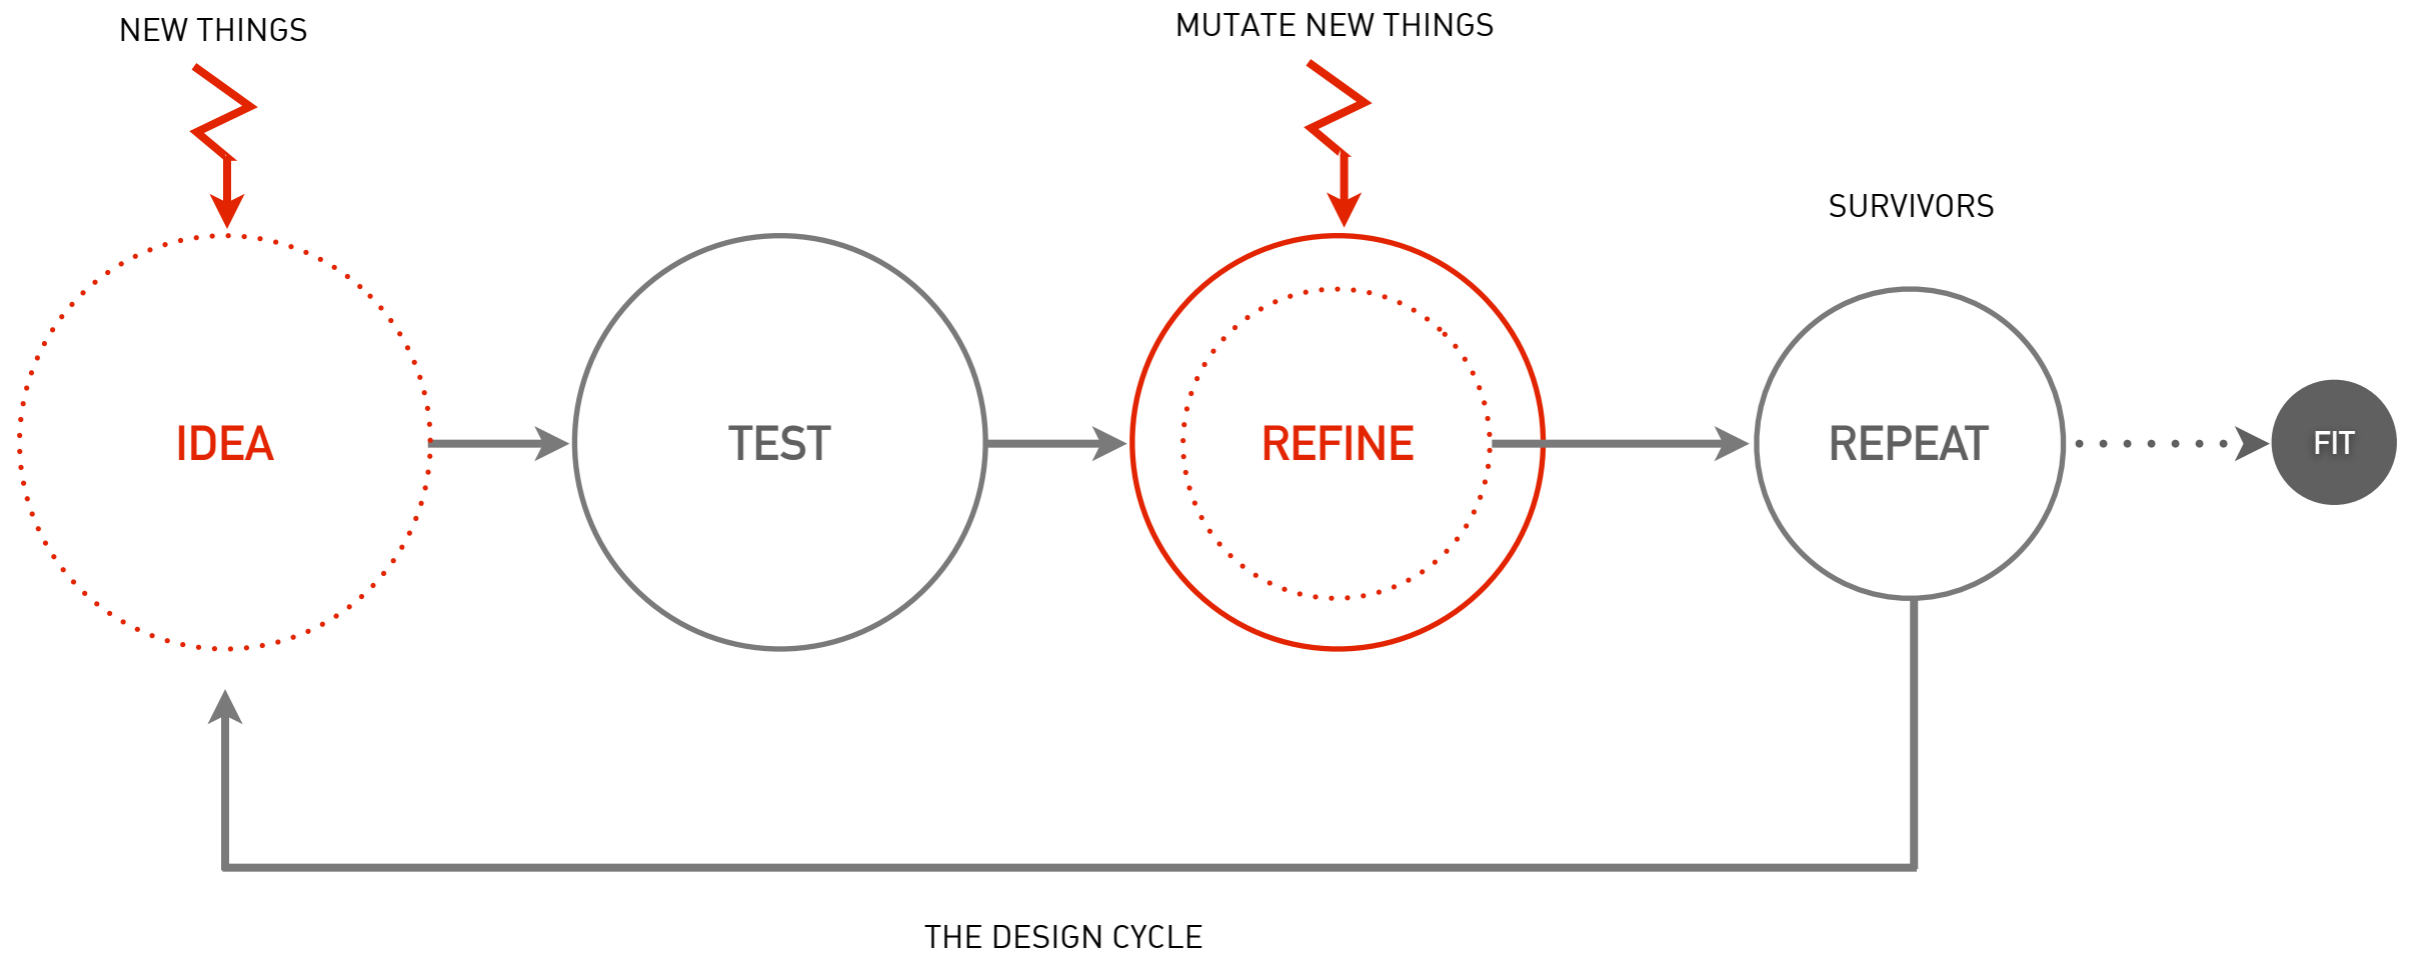 NEW THINGS
MUTATE NEW THINGS
SURVIVORS
IDEA
TEST
REFINE
REPEAT
FIT
THE DESIGN CYCLE